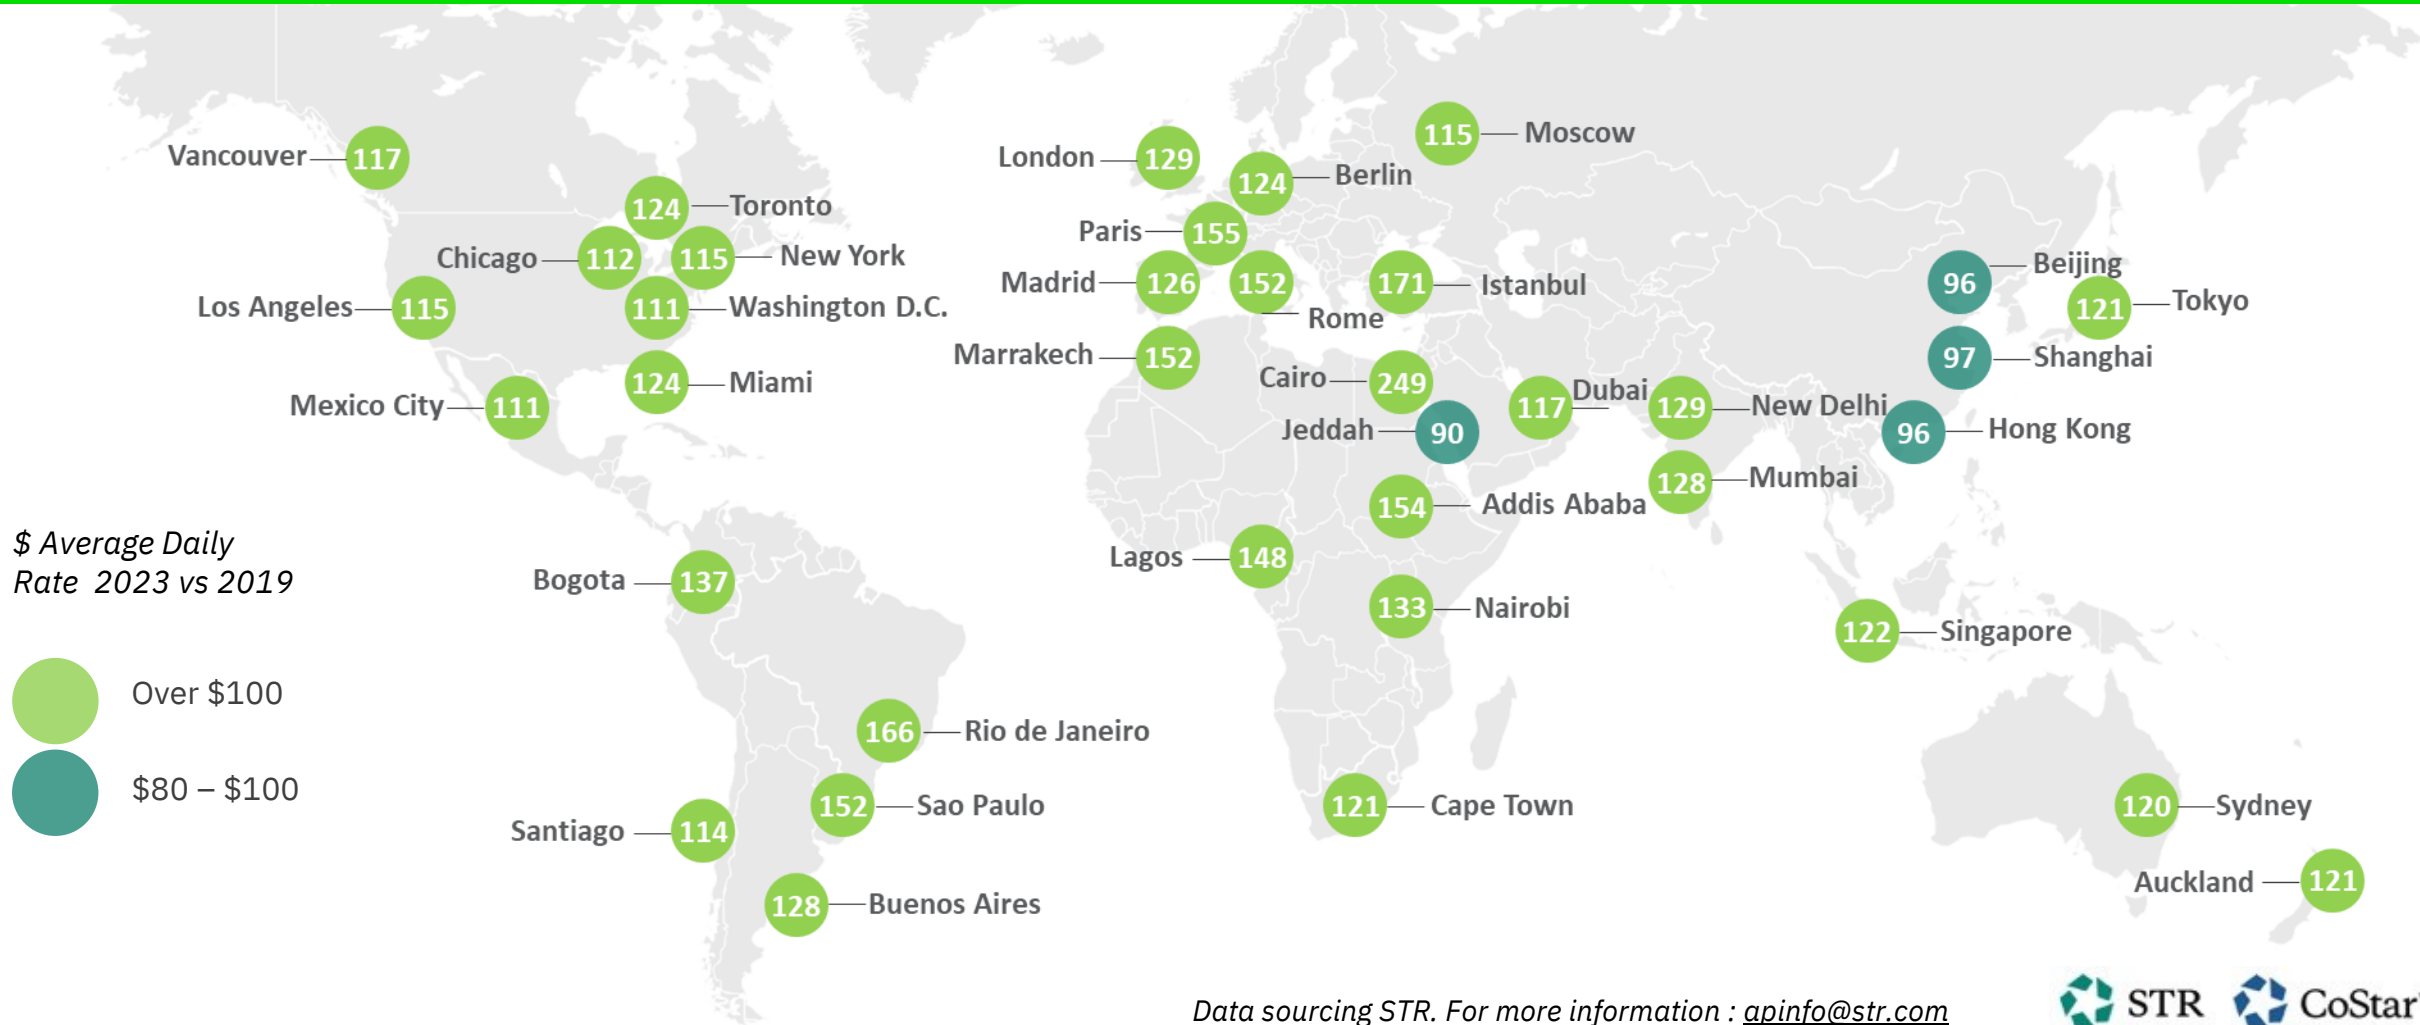 Vancouver 117
124 Toronto
Chicago 112
115 New York
Los Angeles 115
111 Washington D.C.
124 Miami
Mexico City 111
London 129
115 Moscow
124 Berlin
Paris 155
Madrid 126
152 Rome
171 Istanbul
Marrakech 152
Cairo 249
Jeddah 90
117 Dubai
129 New Delhi
128 Mumbai
96 Beijing
121 Tokyo
97 Shanghai
96 Hong Kong
154 Addis Ababa
Lagos 148
133 Nairobi
122 Singapore
$ Average Daily
Rate 2023 vs 2019
Over $100
$80 – $100
Bogota 137
166 Rio de Janeiro
152 Sao Paulo
Santiago 114
128 Buenos Aires
121 Cape Town
120 Sydney
Auckland 121
Data sourcing STR. For more information : apinfo@str.com
STR
CoStar